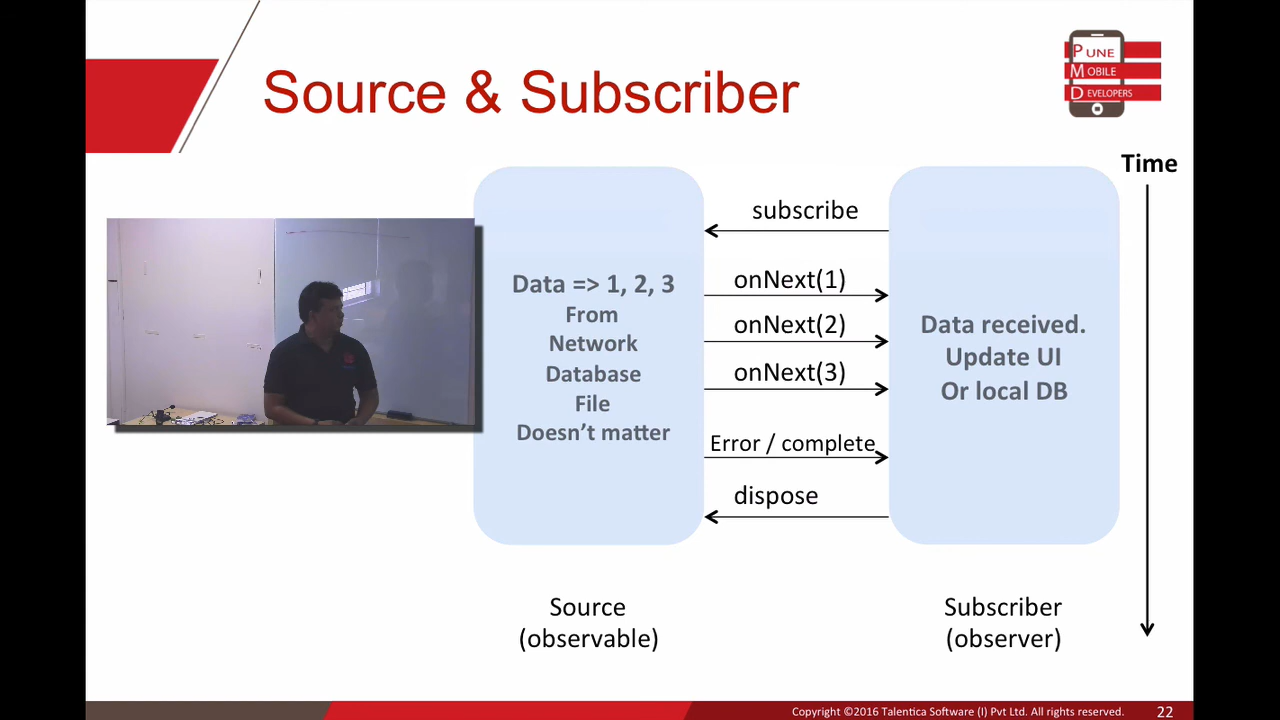 Source & Subscriber
PUNE
MOBILE
DEVELOPERS
Time
subscribe
Data => 1, 2, 3
From
Network
Database
File
Doesn't matter
onNext(1)
onNext(2)
onNext(3)
Error / complete
dispose
Data received.
Update UI
Or local DB
Source
(observable)
Subscriber
(observer)
Copyright ©2016 Talentica Software (I) Pvt Ltd. All rights reserved.
22